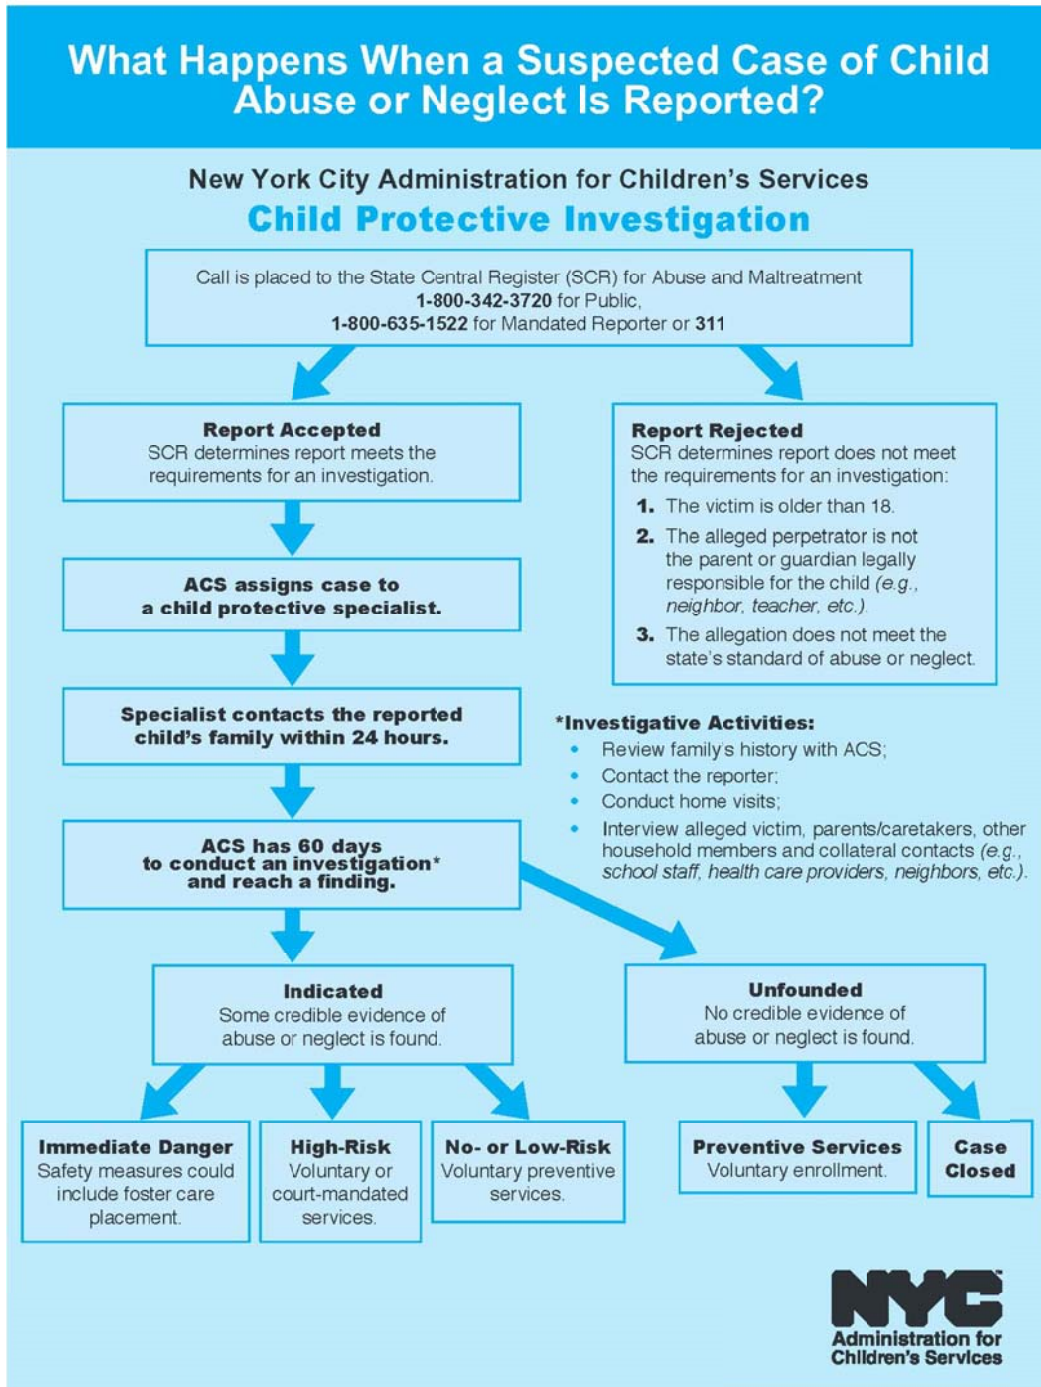 What Happens When a Suspected Case of Child
Abuse or Neglect Is Reported?
New York City Administration for Children's Services
Child Protective Investigation
Call is placed to the State Central Register (SCR) for Abuse and Maltreatment
1-800-342-3720 for Public,
1-800-635-1522 for Mandated Reporter or 311
Report Accepted
SCR determines report meets the
requirements for an investigation.
Report Rejected
SCR determines report does not meet
the requirements for an investigation:
1. The victim is older than 18.
2. The alleged perpetrator is not
the parent or guardian legally
responsible for the child (e.g.,
neighbor, teacher, etc.).
3. The allegation does not meet the
state's standard of abuse or neglect.
ACS assigns case to
a child protective specialist.
Specialist contacts the reported
child's family within 24 hours.
*Investigative Activities:
• Review family's history with ACS;
• Contact the reporter;
• Conduct home visits;
• Interview alleged victim, parents/caretakers, other
household members and collateral contacts (e.g.,
school staff, health care providers, neighbors, etc.).
ACS has 60 days
to conduct an investigation*
and reach a finding.
Indicated
Some credible evidence of
abuse or neglect is found.
Unfounded
No credible evidence of
abuse or neglect is found.
Immediate Danger
Safety measures could
include foster care
placement.
High-Risk
Voluntary or
court-mandated
services.
No- or Low-Risk
Voluntary preventive
services.
Preventive Services
Voluntary enrollment.
Case
Closed
NYC
Administration for
Children's Services